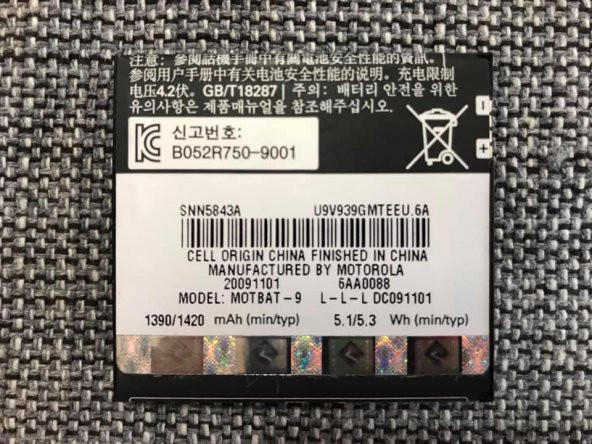 注意: 參閱話機手冊中有關電池安全性能的資訊.
参阅用户手册中有关电池安全性能的说明. 充电限制
电压4.2伏. GB/T18287 | 주의: 배터리 안전을 위한
유의사항은 제품매뉴얼을 참조해주십시오.
신고번호:
B052R750-9001
SNN5843A U9V939GMTEEU.6A
CELL ORIGIN CHINA FINISHED IN CHINA
MANUFACTURED BY MOTOROLA
20091101 6AA0088
MODEL: MOTBAT-9 L-L-L DC091101
1390/1420 mAh (min/typ) 5.1/5.3 Wh (min/typ)